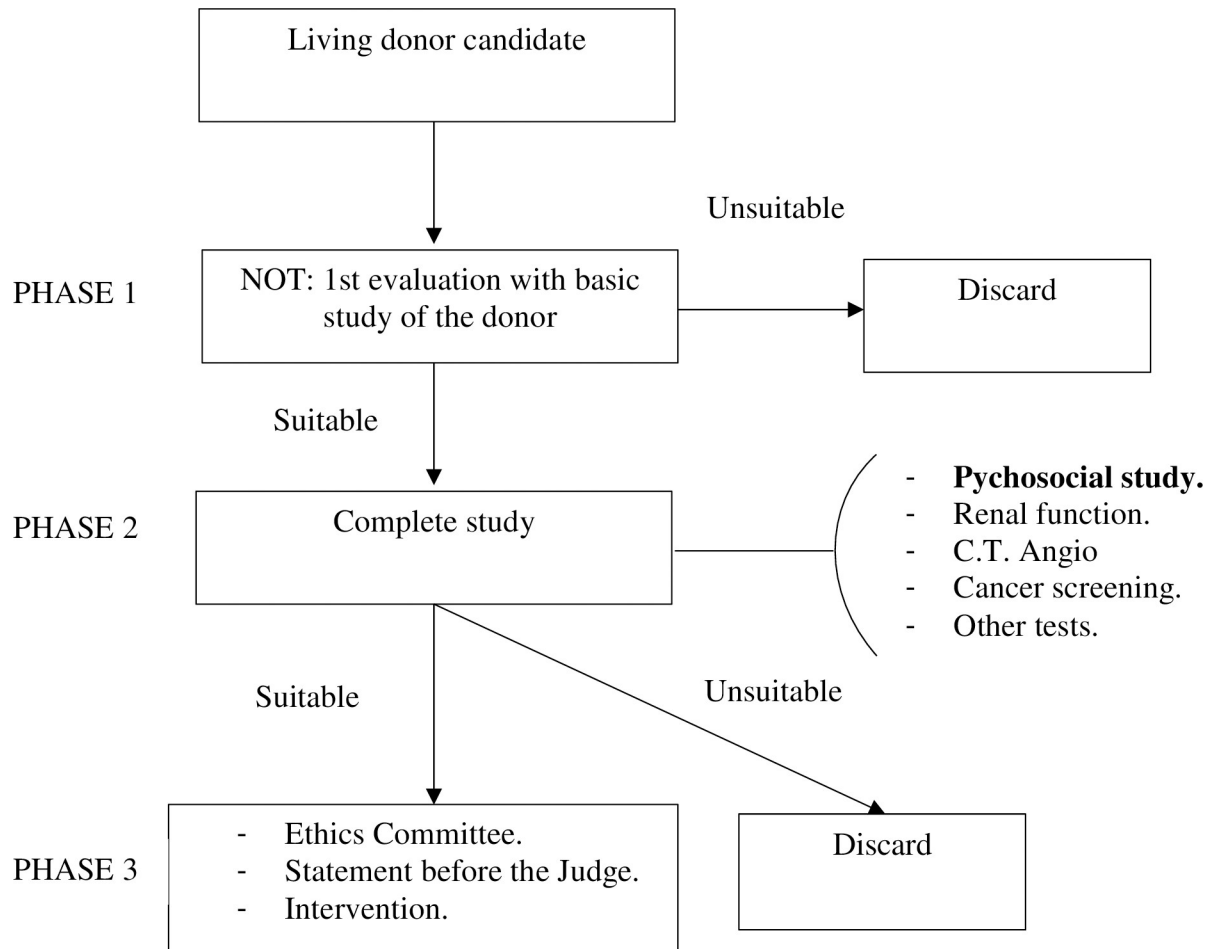 Living donor candidate
Unsuitable
PHASE 1
NOT: 1st evaluation with basic
study of the donor
Discard
Suitable
PHASE 2
Complete study
- Pychosocial study.
- Renal function.
- C.T. Angio
- Cancer screening.
- Other tests.
Suitable
Unsuitable
PHASE 3
- Ethics Committee.
- Statement before the Judge.
- Intervention.
Discard